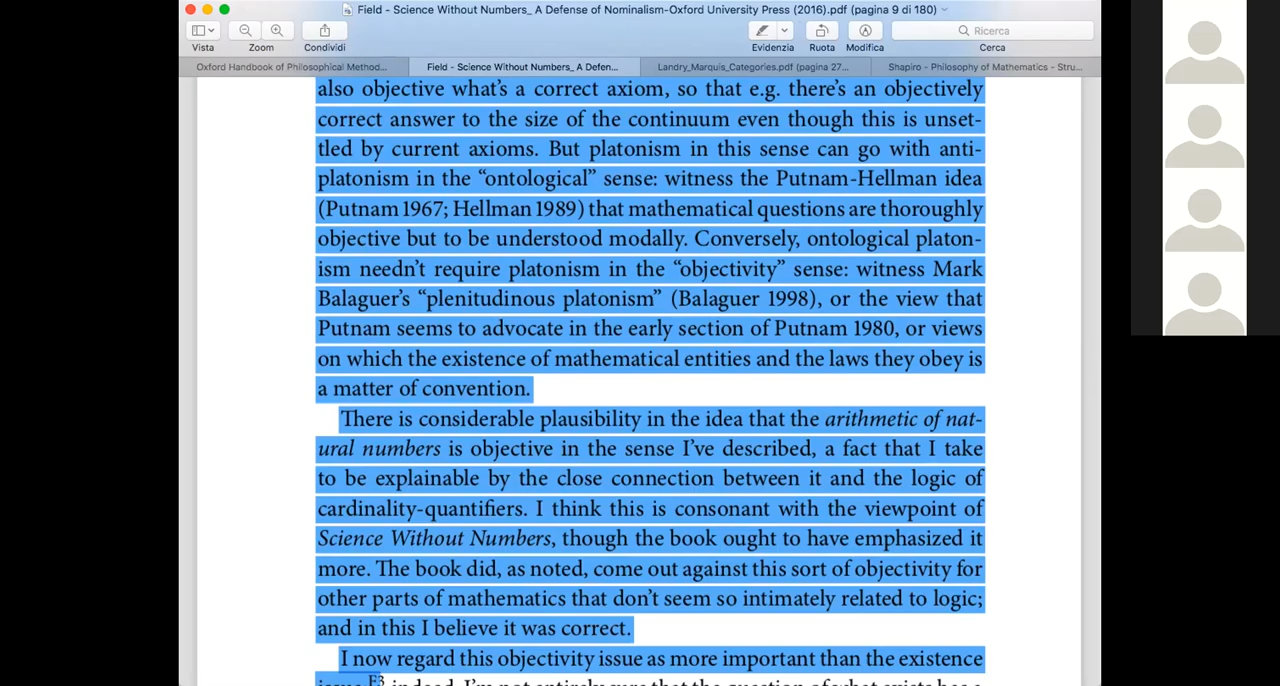 Field - Science Without Numbers_ A Defense of Nominalism-Oxford University Press (2016).pdf (pagina 9 di 180)
Vista
Zoom
Condividi
Evidenzia
Ruota
Modifica
Ricerca
Cerca
Oxford Handbook of Philosophical Method...
Field - Science Without Numbers_ A Defen...
Landry_Marquis_Categories.pdf (pagina 27...
Shapiro - Philosophy of Mathematics - Stru...
also objective what's a correct axiom, so that e.g. there's an objectively
correct answer to the size of the continuum even though this is unset-
tled by current axioms. But platonism in this sense can go with anti-
platonism in the “ontological” sense: witness the Putnam-Hellman idea
(Putnam 1967; Hellman 1989) that mathematical questions are thoroughly
objective but to be understood modally. Conversely, ontological platon-
ism needn't require platonism in the “objectivity” sense: witness Mark
Balaguer's “plenitudinous platonism” (Balaguer 1998), or the view that
Putnam seems to advocate in the early section of Putnam 1980, or views
on which the existence of mathematical entities and the laws they obey is
a matter of convention.
There is considerable plausibility in the idea that the arithmetic of nat-
ural numbers is objective in the sense I've described, a fact that I take
to be explainable by the close connection between it and the logic of
cardinality-quantifiers. I think this is consonant with the viewpoint of
Science Without Numbers, though the book ought to have emphasized it
more. The book did, as noted, come out against this sort of objectivity for
other parts of mathematics that don't seem so intimately related to logic;
and in this I believe it was correct.
I now regard this objectivity issue as more important than the existence
issue.F3 indeed, I'm not entirely sure that the question of what exists has a